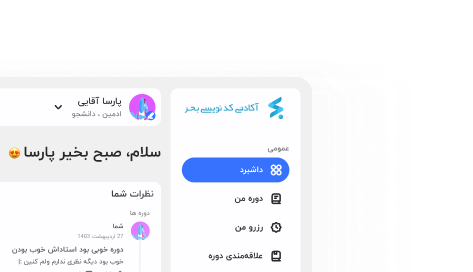 آکادمی کد نویسی بحر
عمومی
داشبرد
دوره من
رزرو من
علاقه‌مندی دوره
پارسا آقایی
ادمین ، دانشجو
سلام، صبح بخیر پارسا 😍
نظرات شما
دوره ها
شما
27 اردیبهشت 1403
دوره خوبی بود استاداش خوب بودن
خوب بود دیگه نظری ندارم ولم کنین :|